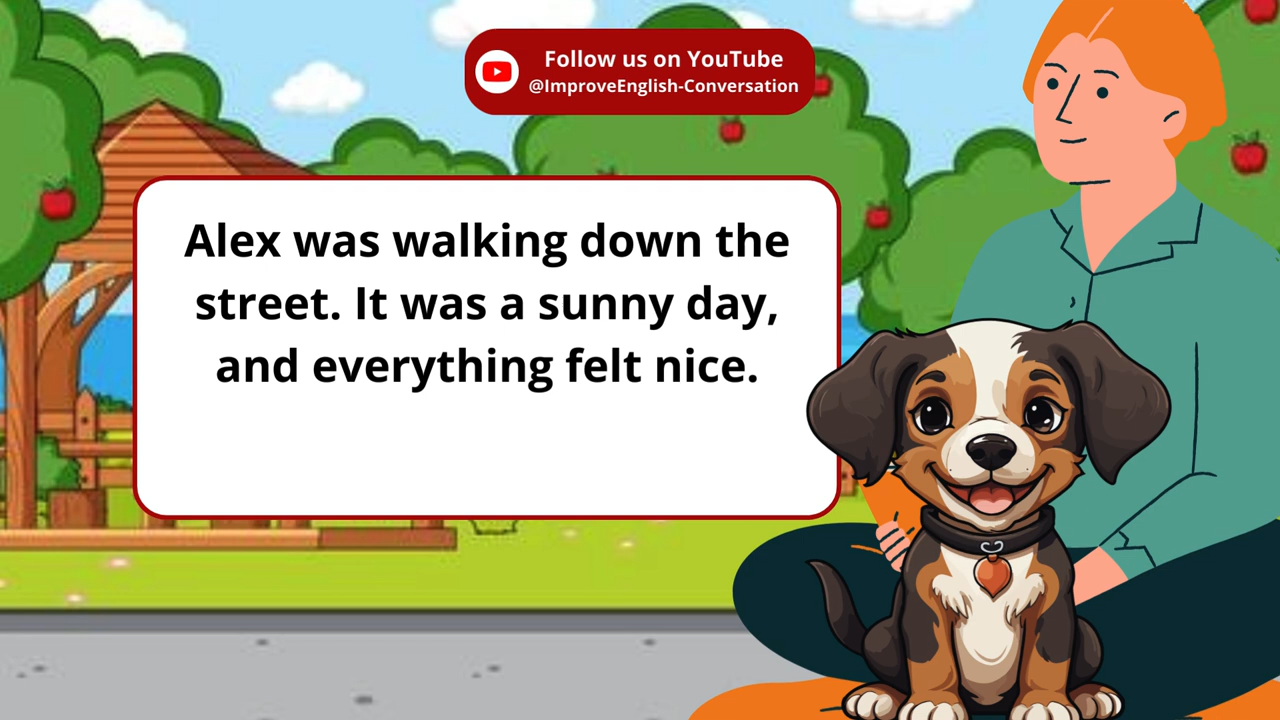 Follow us on YouTube
@ImproveEnglish-Conversation
Alex was walking down the
street. It was a sunny day,
and everything felt nice.